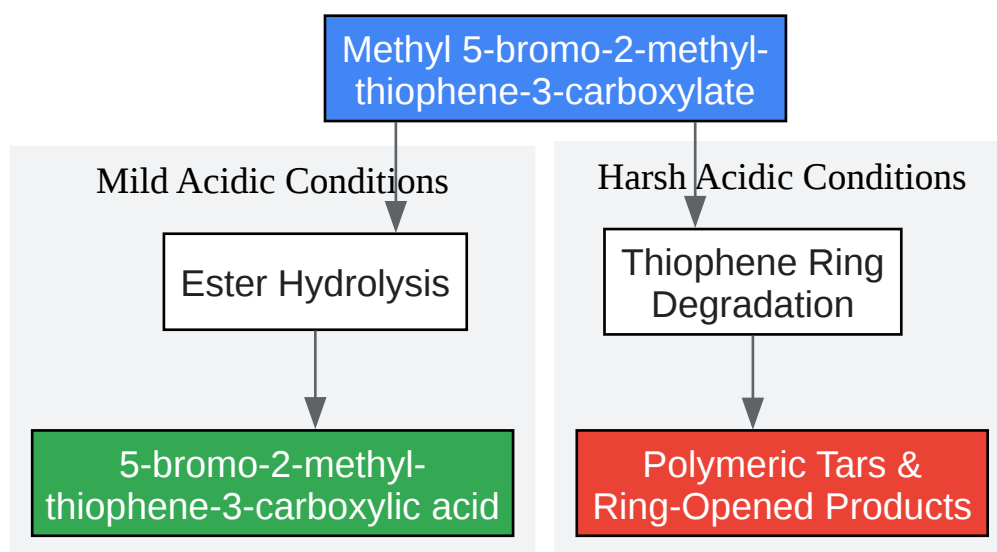 Methyl 5-bromo-2-methyl-
thiophene-3-carboxylate
Mild Acidic Conditions
Ester Hydrolysis
5-bromo-2-methyl-
thiophene-3-carboxylic acid
Harsh Acidic Conditions
Thiophene Ring
Degradation
Polymeric Tars &
Ring-Opened Products